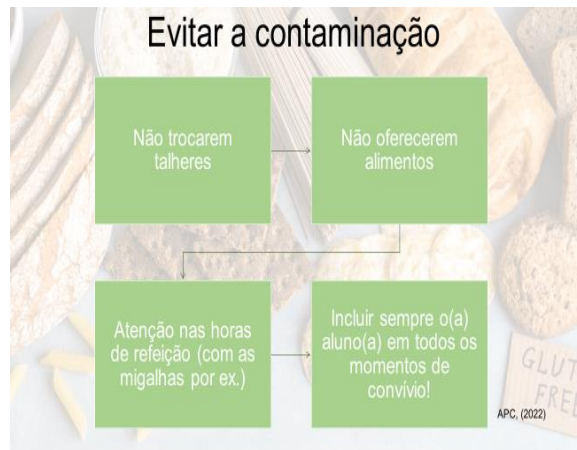 Evitar a contaminação
Não trocarem
talheres
Não oferecerem
alimentos
Atenção nas horas
de refeição (com as
migalhas por ex.)
Incluir sempre o(a)
aluno(a) em todos os
momentos de
convívio!
GLUT
FREE
APC, (2022)